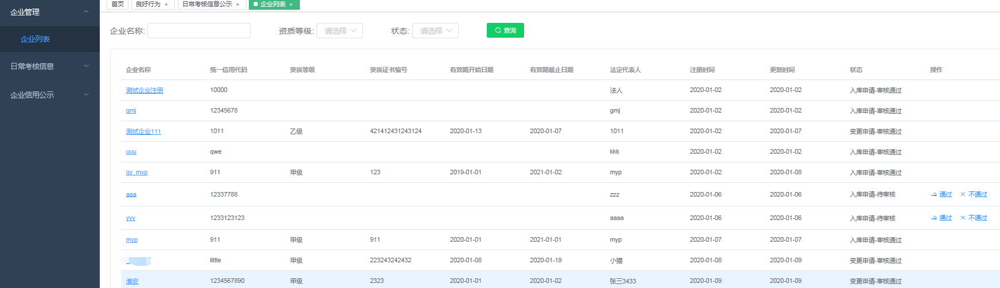 企业管理
企业列表
日常考核信息
企业信用公示
首页 良好行为 × 日常考核信息公示 × 企业列表 ×
企业名称: 资质等级: 请选择 状态: 请选择 查询
企业名称 统一信用代码 资质等级 资质证书编号 有效期开始日期 有效期截止日期 法定代表人 注册时间 更新时间 状态 操作
测试企业注册 10000 法人 2020-01-02 2020-01-02 入库申请-审核通过
gmj 12345678 gmj 2020-01-02 2020-01-02 入库申请-审核通过
测试企业111 1011 乙级 421412431243124 2020-01-13 2020-01-07 1011 2020-01-02 2020-01-07 变更申请-审核通过
uuu qwe kkk 2020-01-02 2020-01-02 入库申请-审核通过
qy_myp 911 甲级 123 2019-01-01 2021-01-02 myp 2020-01-02 2020-01-08 入库申请-审核通过
aaa 12337788 zzz 2020-01-06 2020-01-06 入库申请-待审核 通过 不通过
yyy 1233123123 aaaa 2020-01-06 2020-01-06 入库申请-待审核 通过 不通过
myp 911 甲级 911 2020-01-01 2021-01-01 myp 2020-01-07 2020-01-07 入库申请-审核通过
little 甲级 223243242432 2020-01-08 2020-01-19 小猫 2020-01-08 2020-01-09 变更申请-审核通过
淮安 1234567890 甲级 2323 2020-01-01 2020-01-02 张三3433 2020-01-09 2020-01-09 变更申请-审核通过